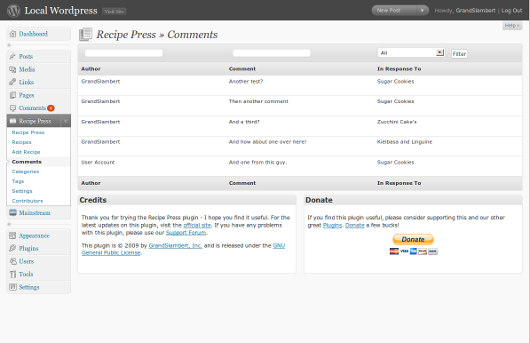 Local Wordpress
Visit Site
New Post
Howdy, GrandSlambert | Log Out
Help
Dashboard
Recipe Press » Comments
Posts
Media
Links
Pages
Comments
Recipe Press
Recipe Press
Recipes
Add Recipe
Comments
Categories
Tags
Settings
Contributors
Mainstream
Appearance
Plugins
Users
Tools
Settings
All
Filter
Author Comment In Response To
GrandSlambert Another test? Sugar Cookies
GrandSlambert Then another comment Sugar Cookies
GrandSlambert And a third? Zucchini Cake's
GrandSlambert And how about one over here! Kielbasa and Linguine
User Account And one from this guy. Sugar Cookies
Author Comment In Response To
Credits
Thank you for trying the Recipe Press plugin - I hope you find it useful. For the
latest updates on this plugin, visit the official site. If you have any problems
with this plugin, please use our Support Forum.
This plugin is © 2009 by GrandSlambert, Inc. and is released under the GNU
General Public License.
Donate
If you find this plugin useful, please consider supporting this and our other
great Plugins. Donate a few bucks!
Donate